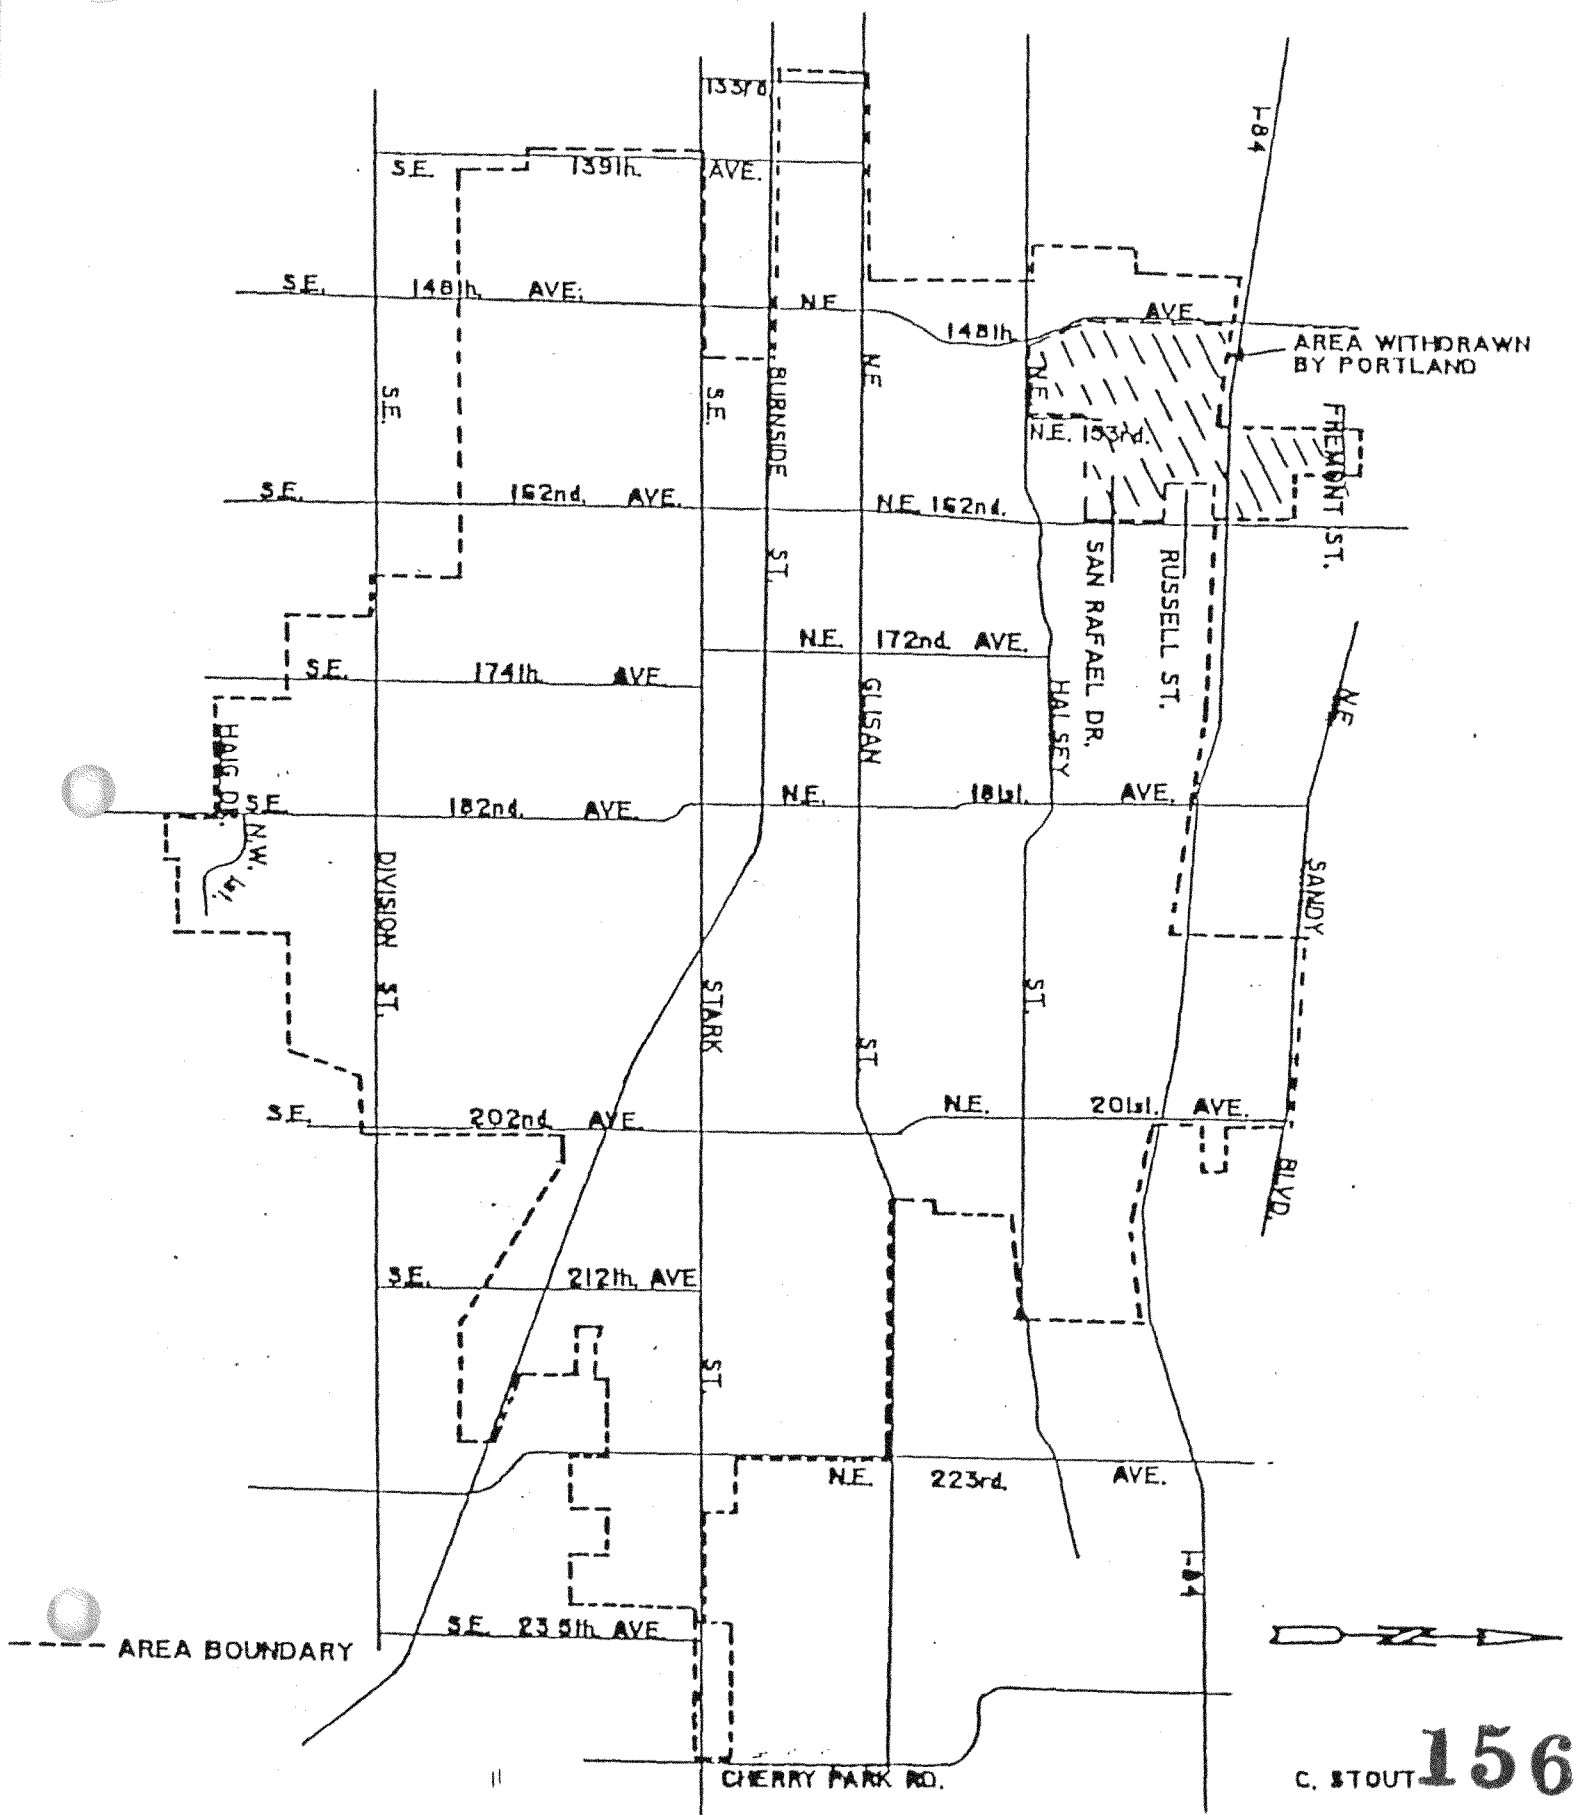 133rd
I-84
S.E. 139th. AVE.
S.E. 148th. AVE. N.E. 148th. AVE.
AREA WITHDRAWN
BY PORTLAND
S.E.
S.E.
BURNSIDE
N.E.
N.E.
N.E. 153rd.
FREMONT ST.
S.E. 162nd. AVE. N.E. 162nd.
ST.
SAN RAFAEL DR.
RUSSELL ST.
N.E. 172nd. AVE.
S.E. 174th. AVE.
GLISAN
HALSEY
N.E.
HAIG DR.
S.E. 182nd. AVE. N.E. 181st. AVE.
N.W. 1st.
DIVISION ST.
SANDY
STARK
ST.
ST.
S.E. 202nd. AVE. N.E. 201st. AVE.
BLVD.
S.E. 212th. AVE.
ST.
N.E. 223rd. AVE.
I-84
S.E. 235th. AVE.
AREA BOUNDARY
N
CHERRY PARK RD.
C. STOUT
156